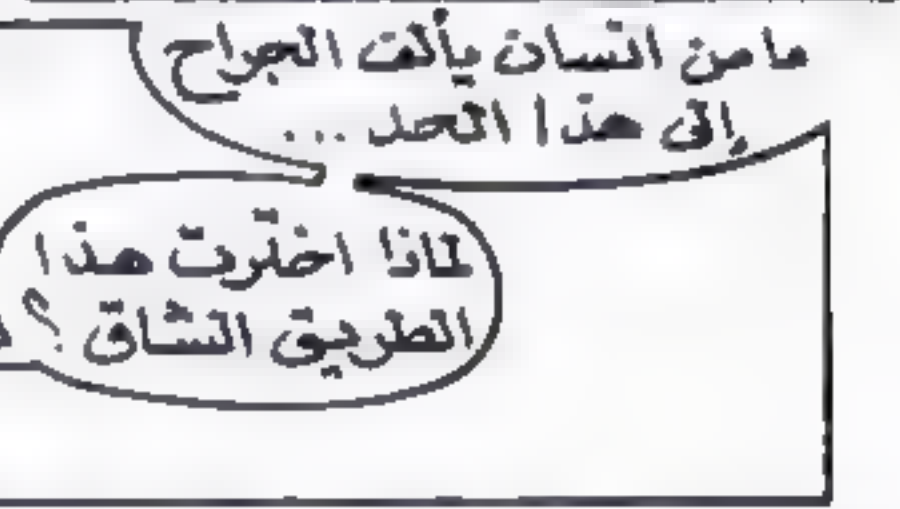 ما من انسان يألف الجراح
إلى هذا الحد ...
لماذا اخترت هذا
الطريق الشاق ؟